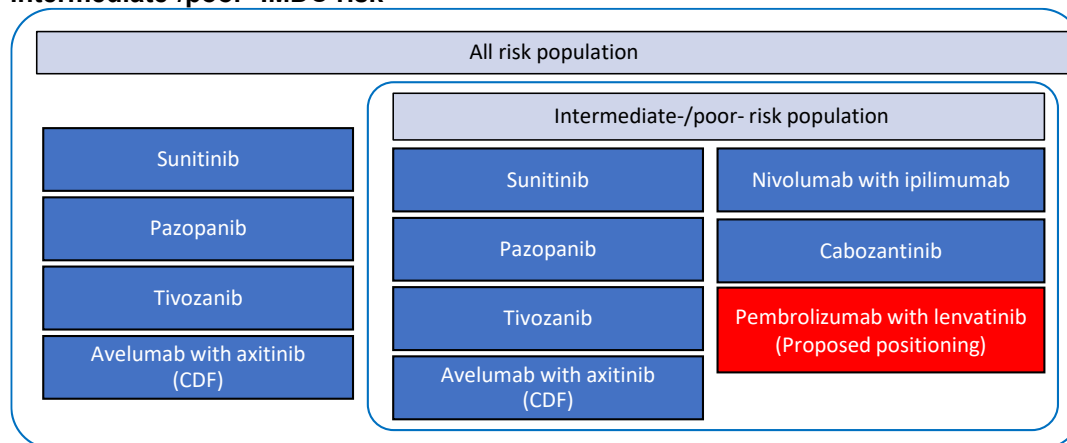 intermediate-/poor- IMDC risk
All risk population
Intermediate-/poor- risk population
Sunitinib
Pazopanib
Tivozanib
Avelumab with axitinib
(CDF)
Sunitinib
Pazopanib
Tivozanib
Avelumab with axitinib
(CDF)
Nivolumab with ipilimumab
Cabozantinib
Pembrolizumab with lenvatinib
(Proposed positioning)